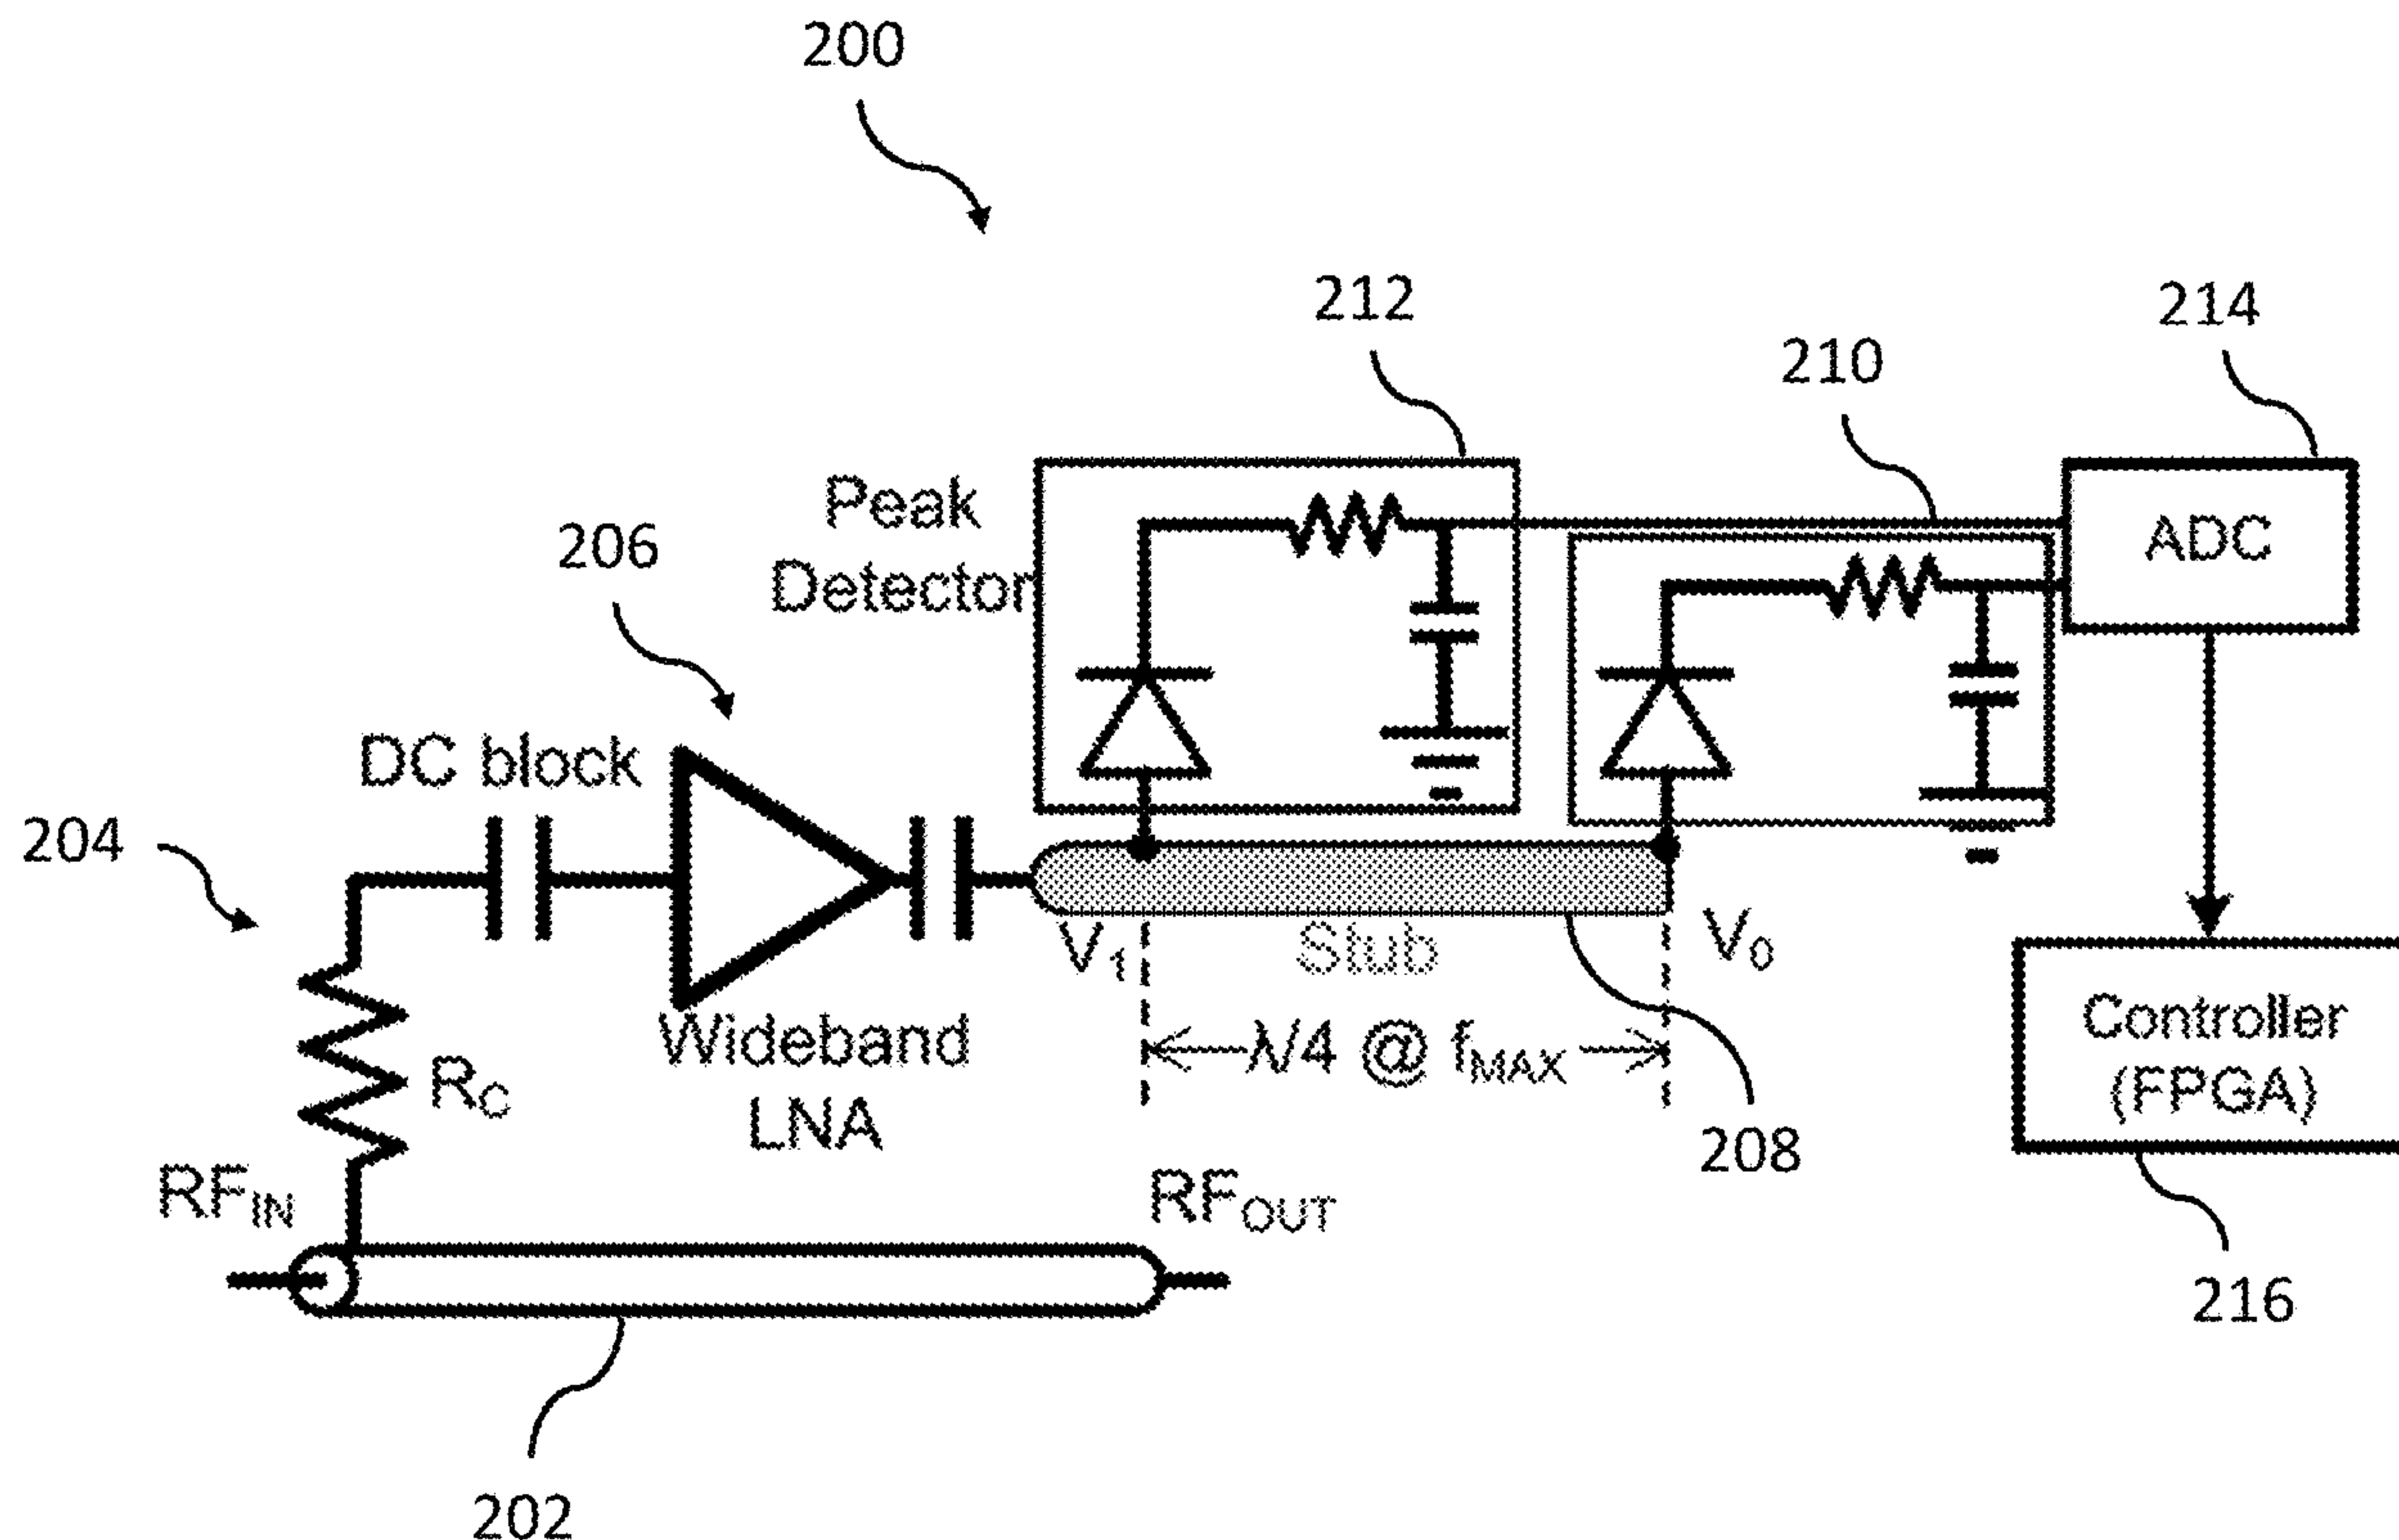 200
212
214
210
Peak
Detector
ADC
206
DC block
204
V₁
Stub
V₀
Wideband
LNA
λ/4 @ fMAX
Controller
(FPGA)
RC
208
RFIN
RFOUT
216
202